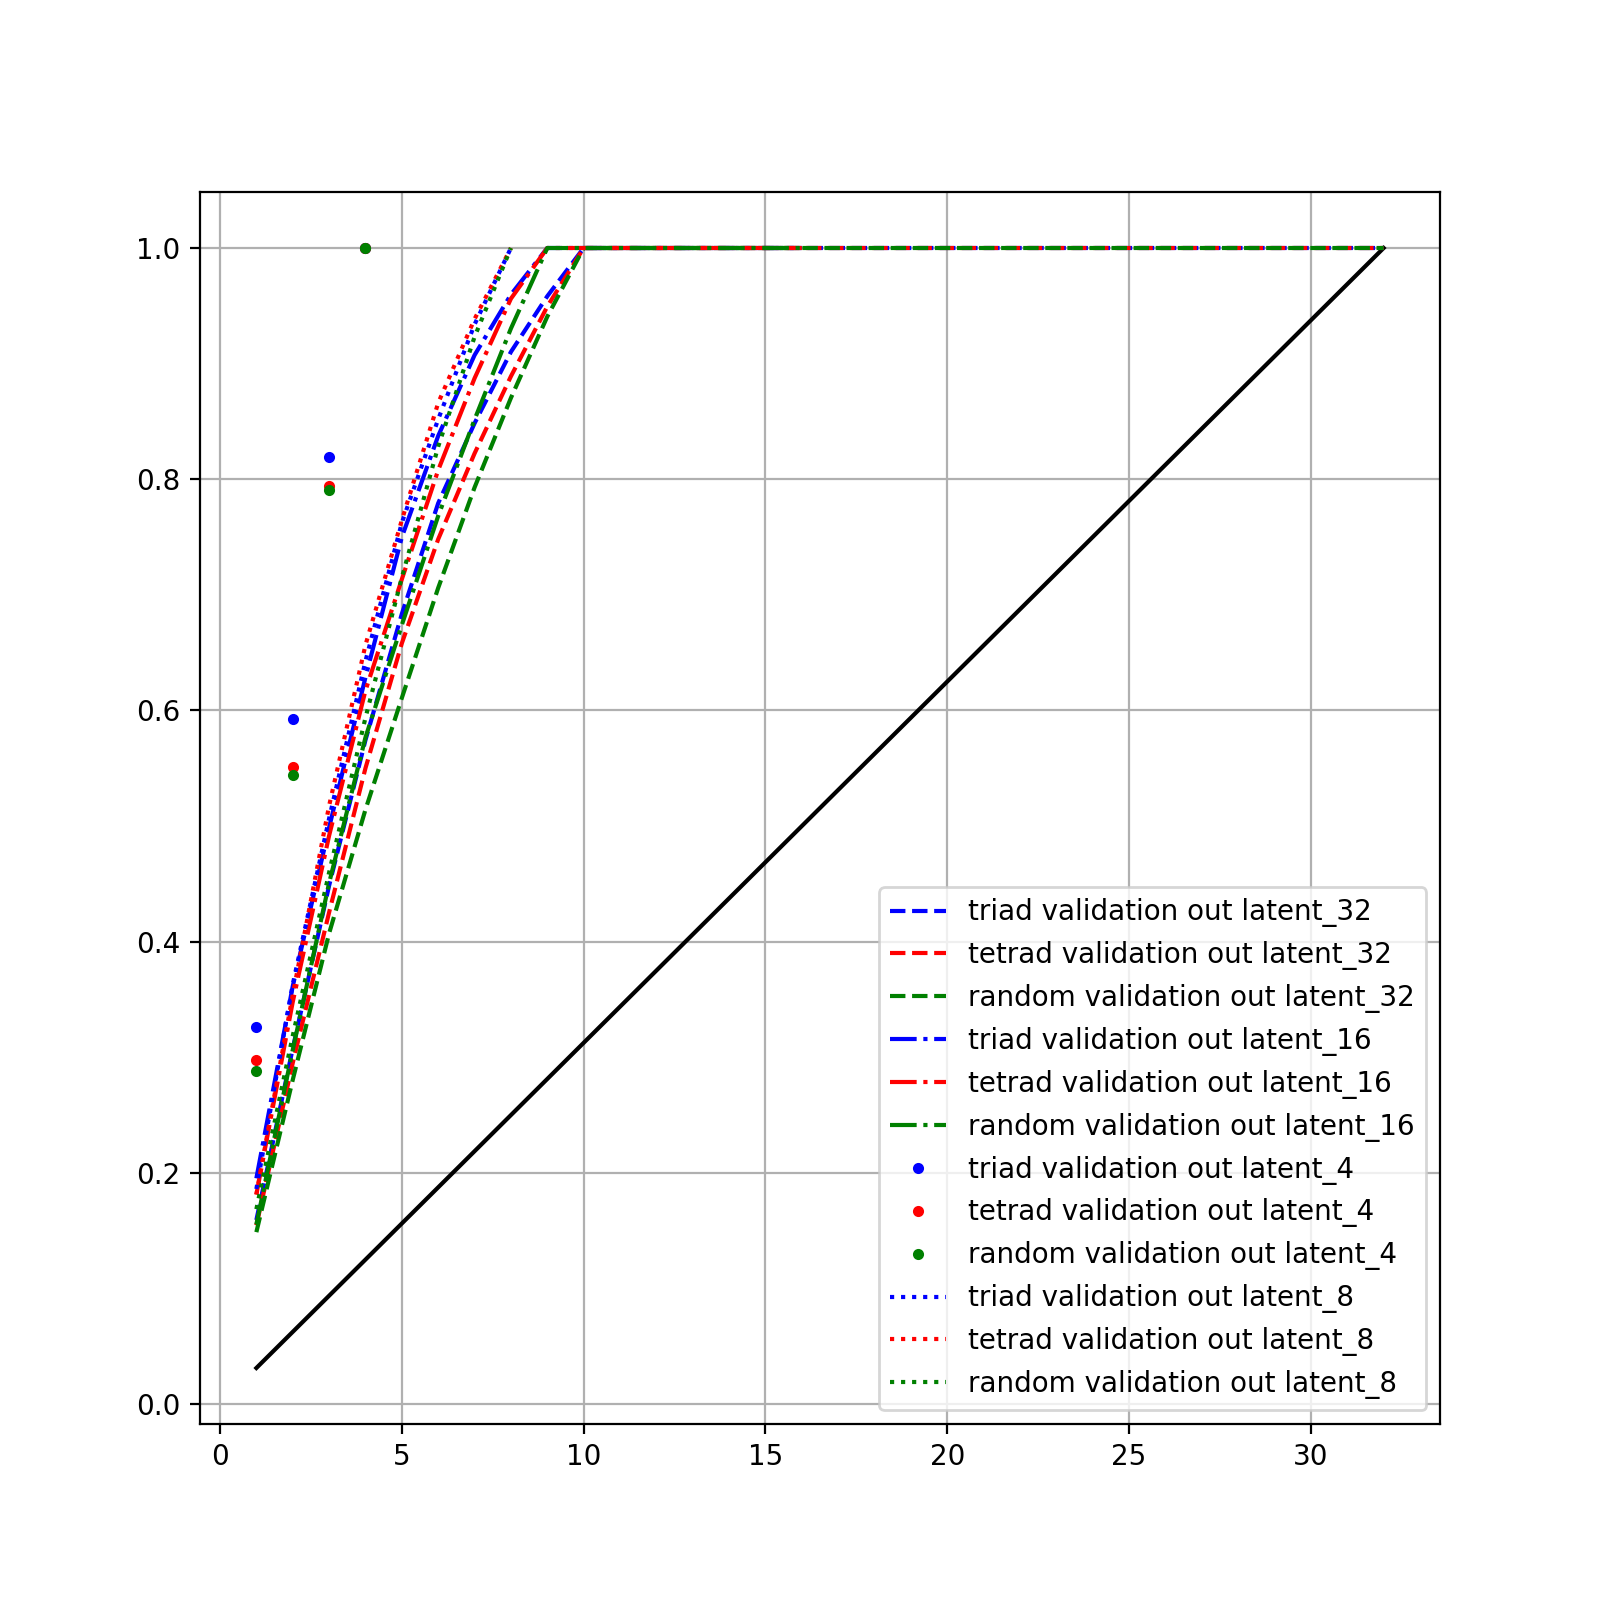 1.0
0.8
0.6
0.4
0.2
0.0
0 5 10 15 20 25 30
triad validation out latent_32
tetrad validation out latent_32
random validation out latent_32
triad validation out latent_16
tetrad validation out latent_16
random validation out latent_16
triad validation out latent_4
tetrad validation out latent_4
random validation out latent_4
triad validation out latent_8
tetrad validation out latent_8
random validation out latent_8